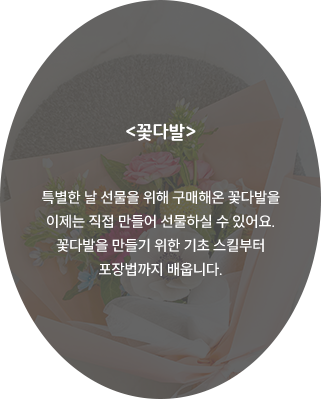 <꽃다발>
특별한 날 선물을 위해 구매해온 꽃다발을
이제는 직접 만들어 선물하실 수 있어요.
꽃다발을 만들기 위한 기초 스킬부터
포장법까지 배웁니다.